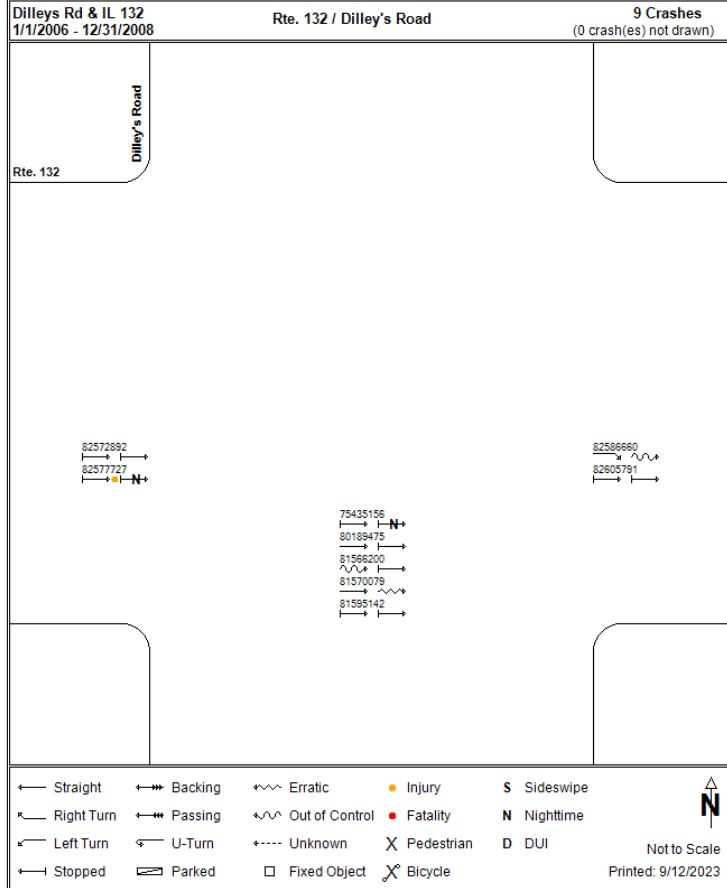 Dilleys Rd & IL 132
1/1/2006 - 12/31/2008
Rte. 132 / Dilley's Road
9 Crashes
(0 crash(es) not drawn)
Dilley's Road
Rte. 132
82572892
82577727
N
82586660
82605791
75435156
N
80189475
81566200
81570079
81595142
Straight
Right Turn
Left Turn
Stopped
Backing
Passing
U-Turn
Parked
Erratic
Out of Control
Unknown
Fixed Object
Injury
Fatality
Pedestrian
Bicycle
S Sideswipe
N Nighttime
D DUI
N
Not to Scale
Printed: 9/12/2023